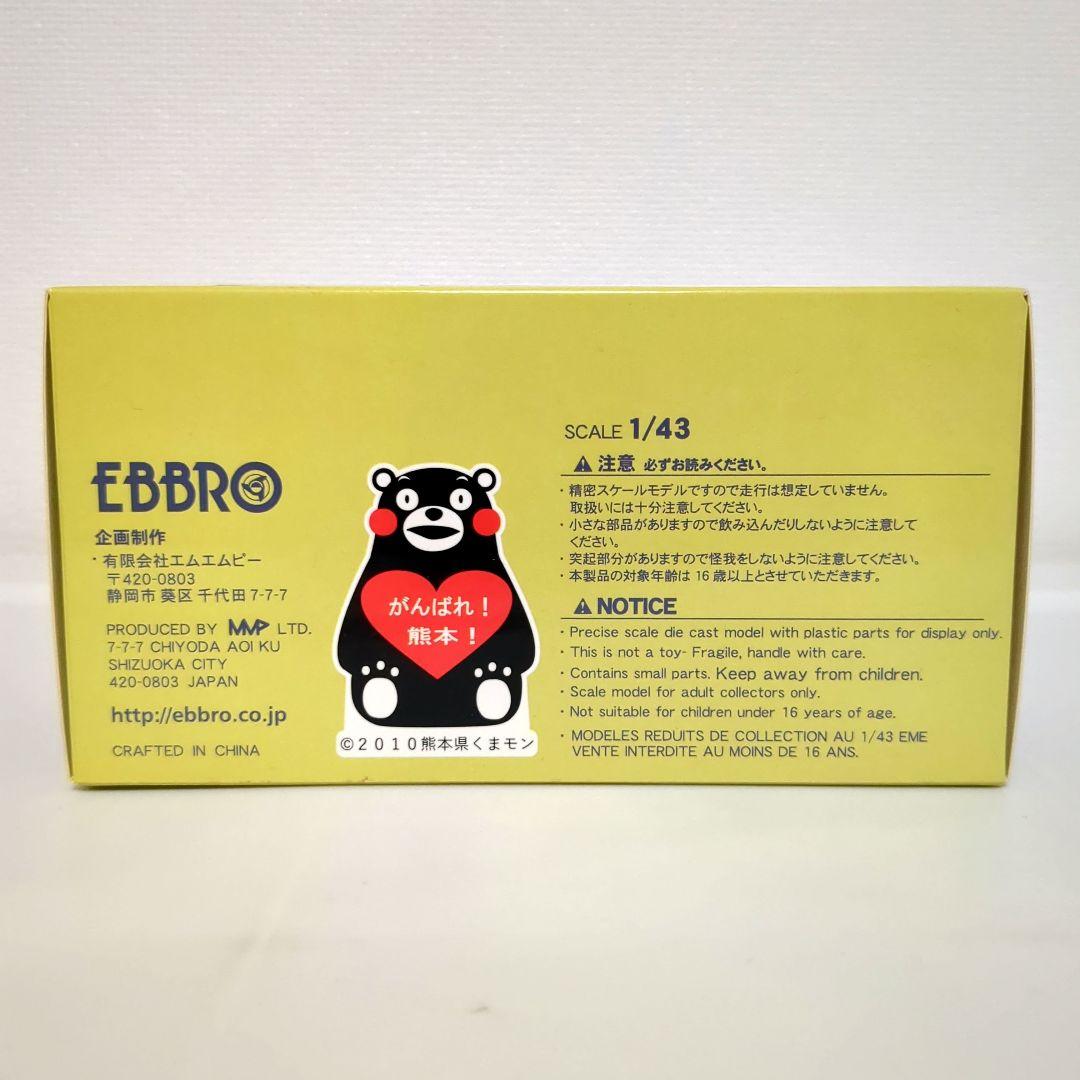 EBBRO
企画制作
・有限会社エムエムピー
〒420-0803
静岡市 葵区 千代田 7-7-7
PRODUCED BY MMP LTD.
7-7-7 CHIYODA AOI KU
SHIZUOKA CITY
420-0803 JAPAN
http://ebbro.co.jp
CRAFTED IN CHINA
がんばれ！
熊本！
©2010熊本県くまモン
SCALE 1/43
注意 必ずお読みください。
・精密スケールモデルですので走行は想定していません。
取扱いには十分注意してください。
・小さな部品がありますので飲み込んだりしないように注意して
ください。
・突起部分がありますので怪我をしないように注意してください。
・本製品の対象年齢は 16 歳以上とさせていただきます。
NOTICE
・Precise scale die cast model with plastic parts for display only.
・This is not a toy- Fragile, handle with care.
・Contains small parts. Keep away from children.
・Scale model for adult collectors only.
・Not suitable for children under 16 years of age.
・MODELES REDUITS DE COLLECTION AU 1/43 EME
VENTE INTERDITE AU MOINS DE 16 ANS.